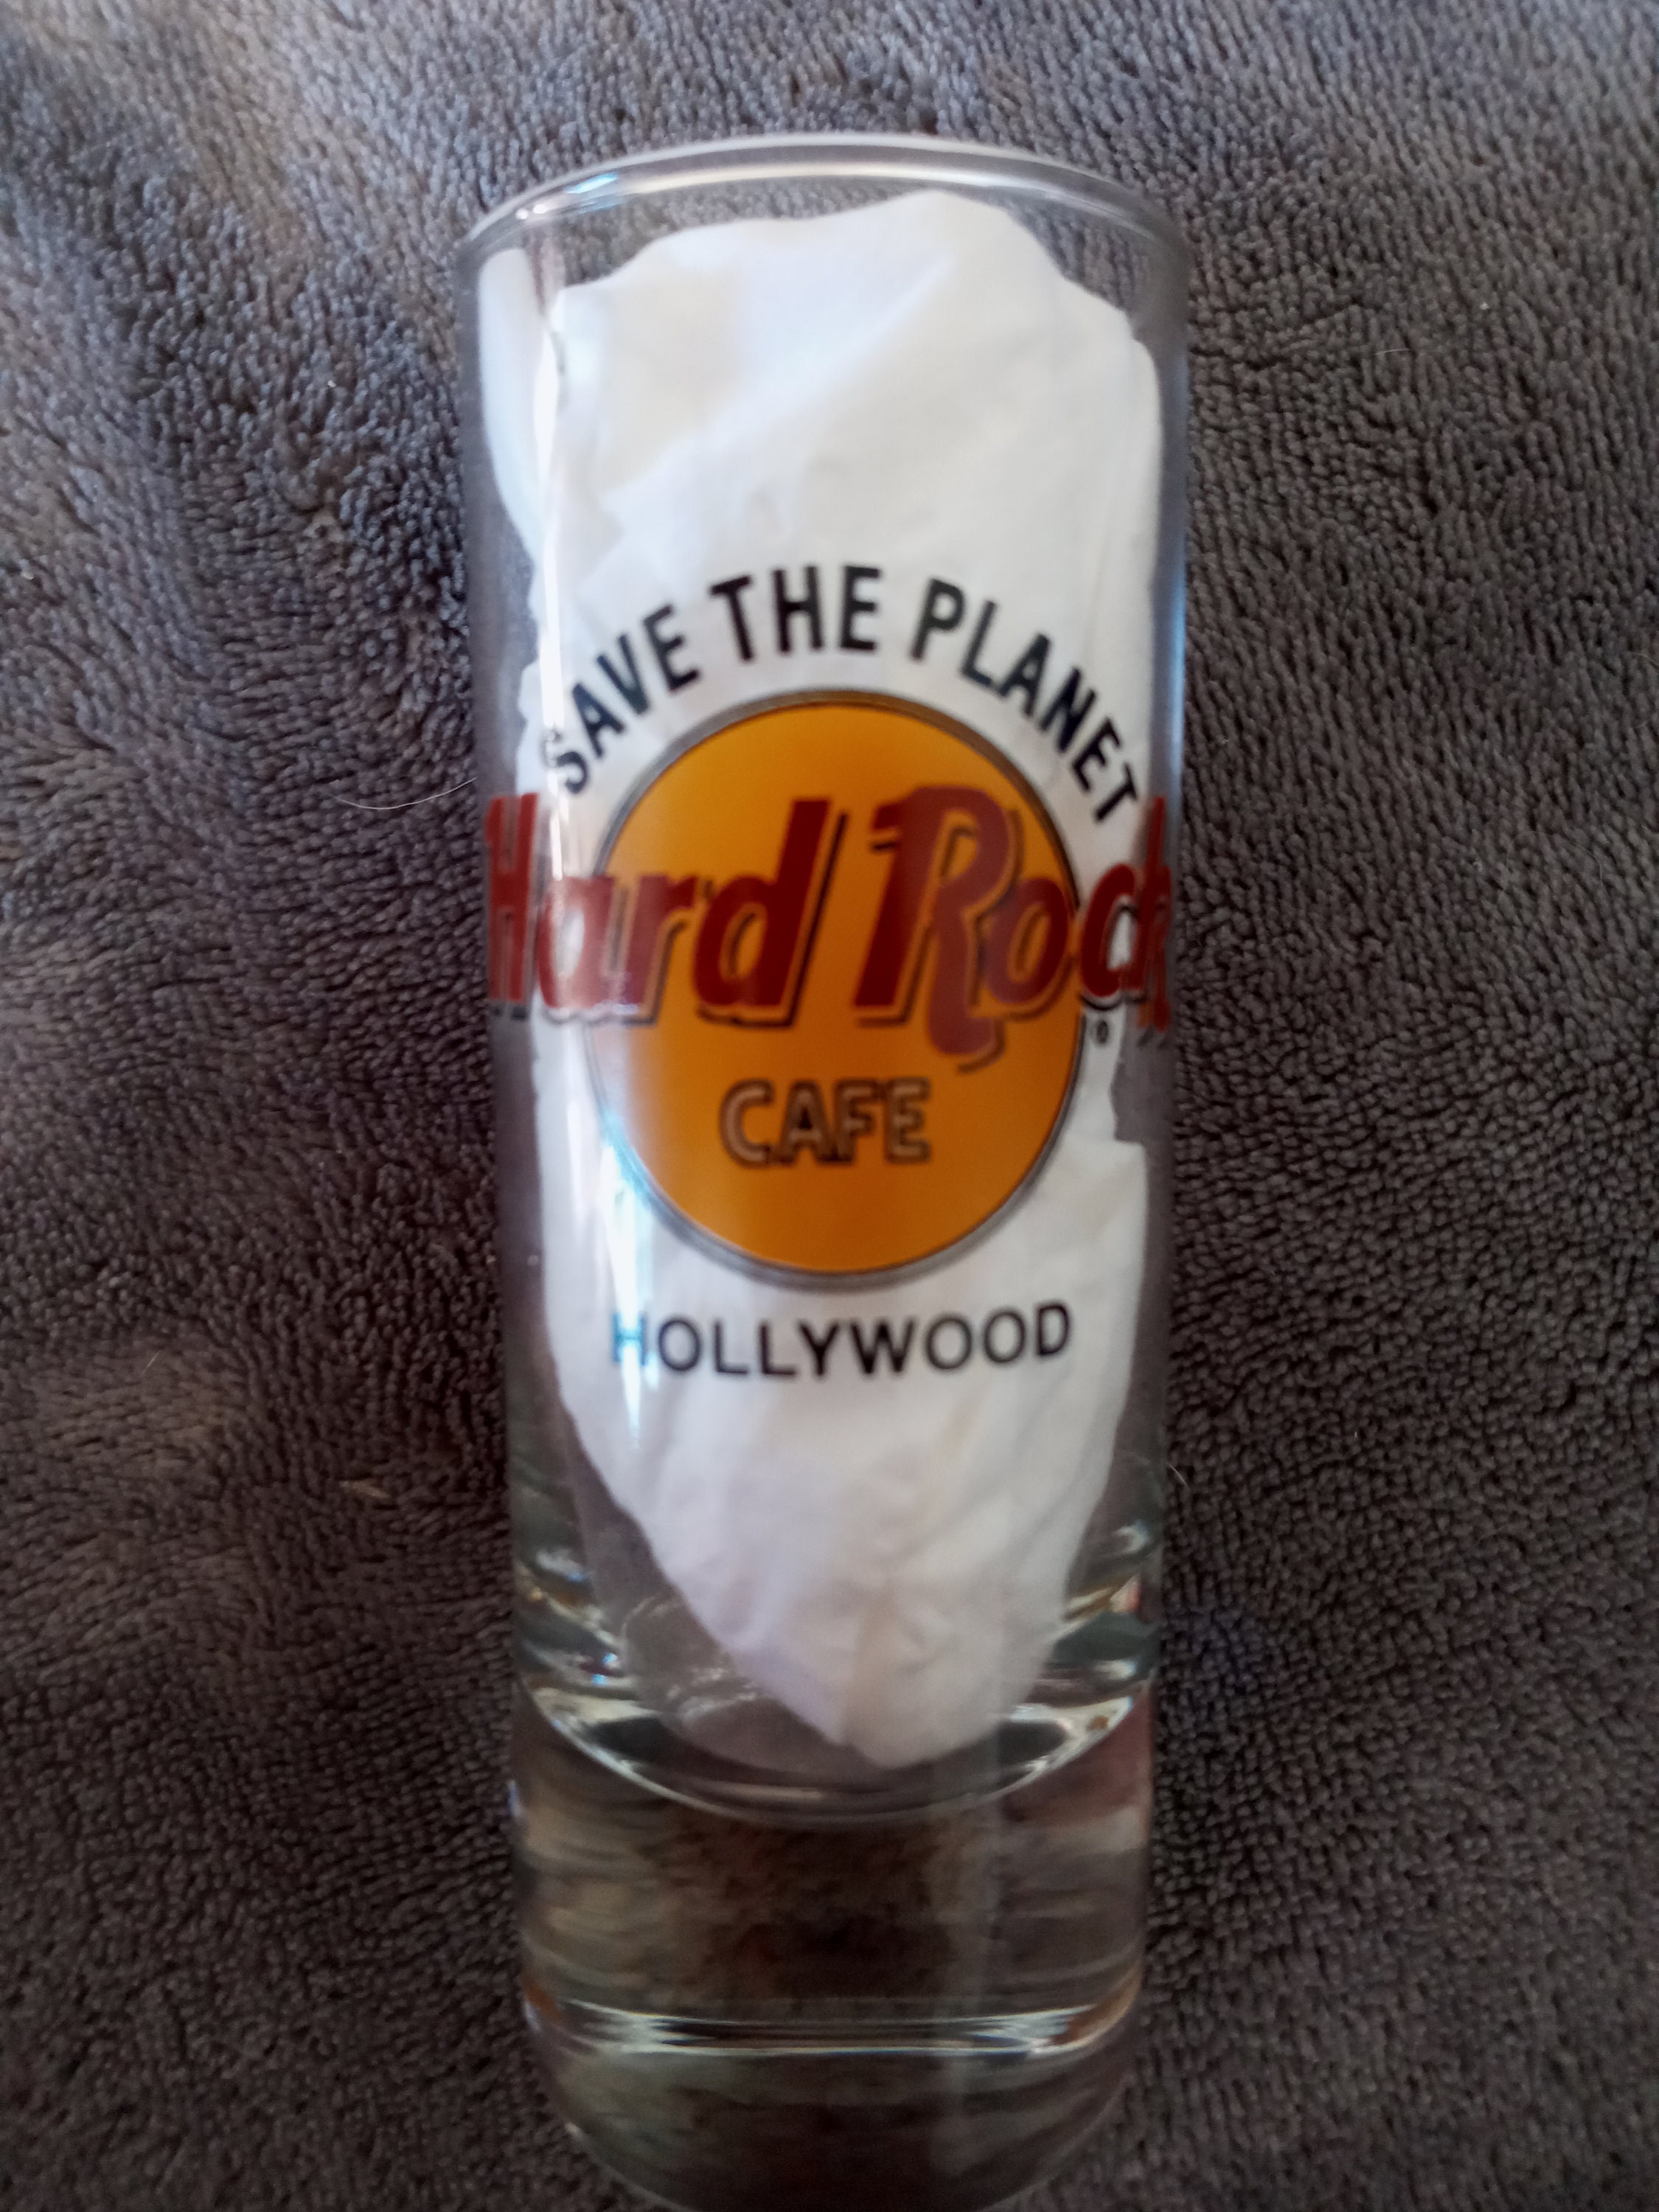 SAVE THE PLANET
Hard Rock
®
CAFE
HOLLYWOOD